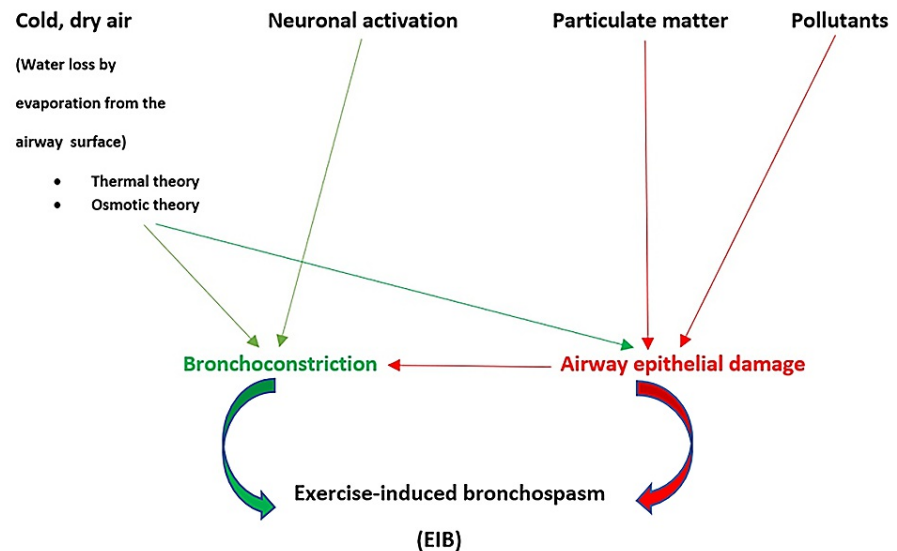 Cold, dry air
Neuronal activation
Particulate matter
Pollutants
(Water loss by
evaporation from the
airway surface)
• Thermal theory
• Osmotic theory
Bronchoconstriction
Airway epithelial damage
Exercise-induced bronchospasm
(EIB)